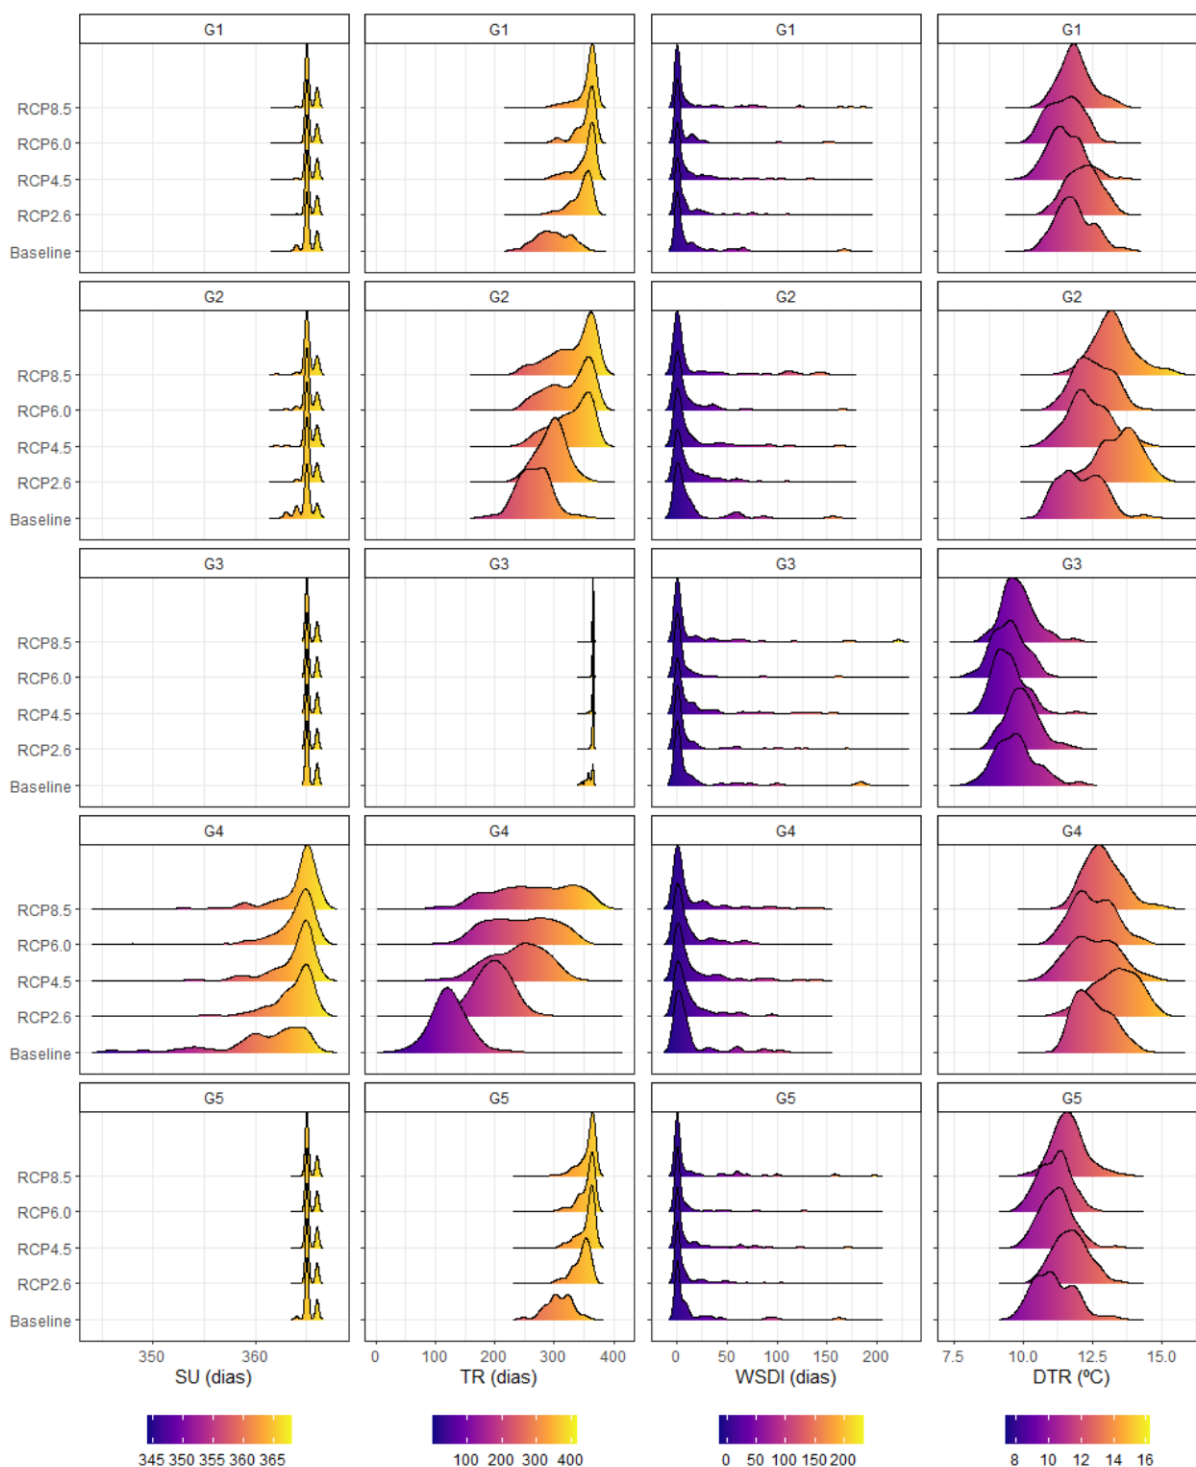 G1 G1 G1 G1
RCP8.5
RCP6.0
RCP4.5
RCP2.6
Baseline
G2 G2 G2 G2
RCP8.5
RCP6.0
RCP4.5
RCP2.6
Baseline
G3 G3 G3 G3
RCP8.5
RCP6.0
RCP4.5
RCP2.6
Baseline
G4 G4 G4 G4
RCP8.5
RCP6.0
RCP4.5
RCP2.6
Baseline
G5 G5 G5 G5
RCP8.5
RCP6.0
RCP4.5
RCP2.6
Baseline
350 360 0 100 200 300 400 0 50 100 150 200 7.5 10.0 12.5 15.0
SU (dias) TR (dias) WSDI (dias) DTR (ºC)
345 350 355 360 365 100 200 300 400 0 50 100 150 200 8 10 12 14 16